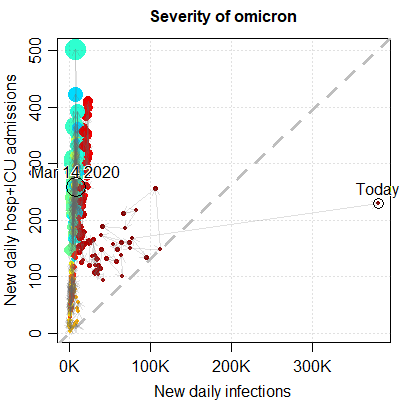 Severity of omicron
New daily hosp+ICU admissions
500
400
300
200
100
0
Mar 14 2020
Today
0K 100K 200K 300K
New daily infections